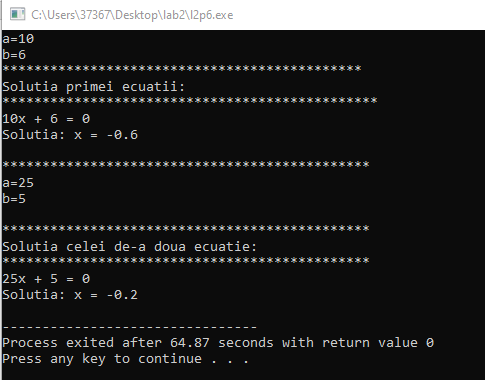 C:\Users\37367\Desktop\lab2\l2p6.exe
a=10
b=6
*********************************************
Solutia primei ecuatii:
***********************************************
10x + 6 = 0
Solutia: x = -0.6
**********************************************
a=25
b=5
**********************************************
Solutia celei de-a doua ecuatie:
**********************************************
25x + 5 = 0
Solutia: x = -0.2
--------------------------------
Process exited after 64.87 seconds with return value 0
Press any key to continue . . .